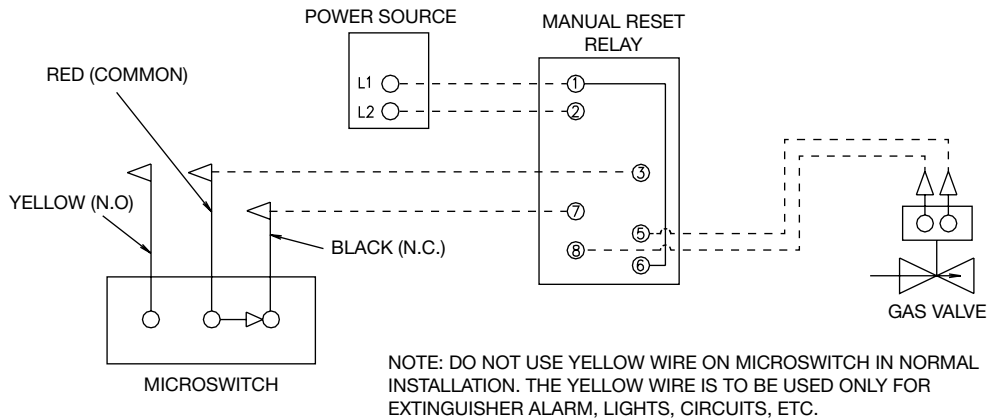 POWER SOURCE
MANUAL RESET
RELAY
RED (COMMON)
L1
1
L2
2
3
YELLOW (N.O)
7
5
BLACK (N.C.)
8
6
GAS VALVE
MICROSWITCH
NOTE: DO NOT USE YELLOW WIRE ON MICROSWITCH IN NORMAL
INSTALLATION. THE YELLOW WIRE IS TO BE USED ONLY FOR
EXTINGUISHER ALARM, LIGHTS, CIRCUITS, ETC.